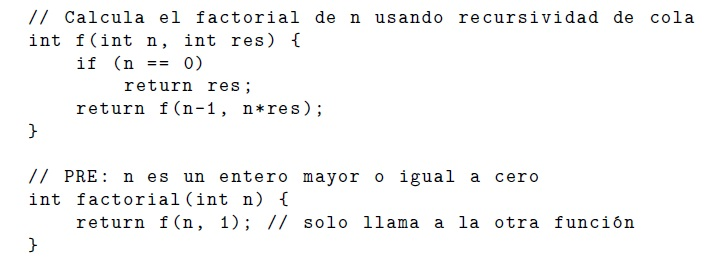 // Calcula el factorial de n usando recursividad de cola
int f(int n, int res) {
    if (n == 0)
        return res;
    return f(n-1, n*res);
}

// PRE: n es un entero mayor o igual a cero
int factorial(int n) {
    return f(n, 1); // solo llama a la otra función
}